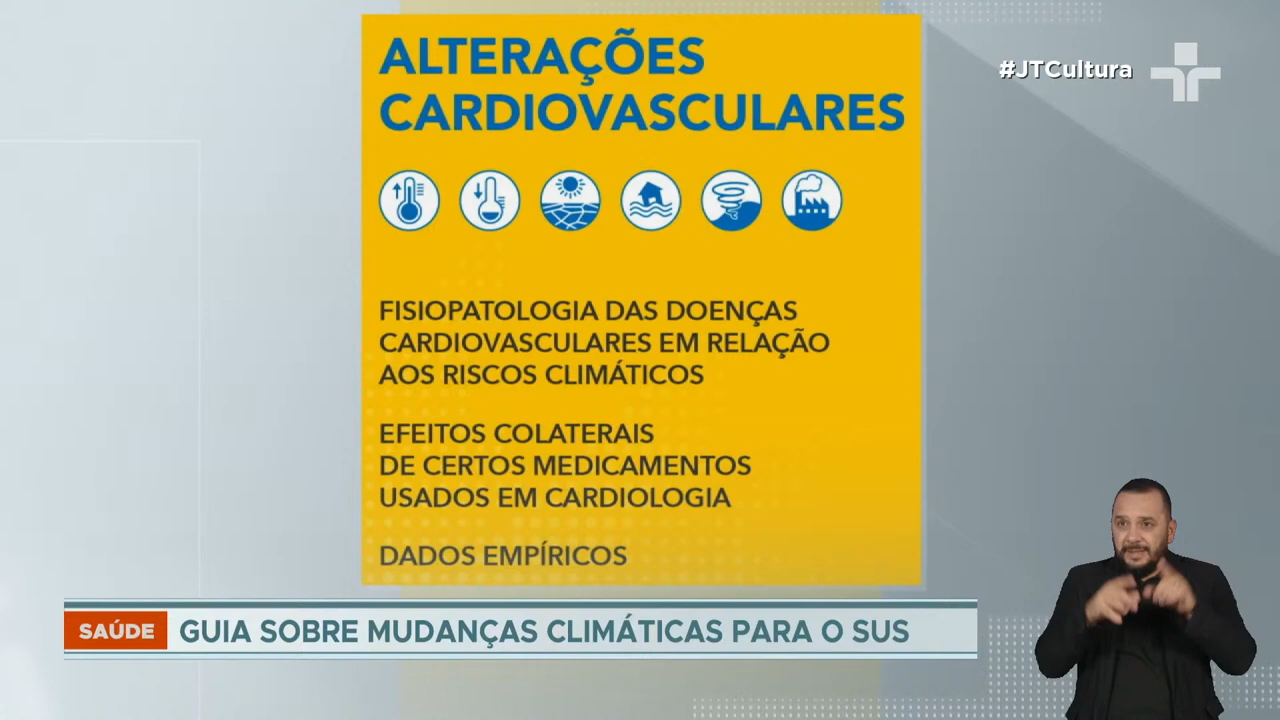 ALTERAÇÕES
CARDIOVASCULARES
#JTCultura
FISIOPATOLOGIA DAS DOENÇAS
CARDIOVASCULARES EM RELAÇÃO
AOS RISCOS CLIMÁTICOS
EFEITOS COLATERAIS
DE CERTOS MEDICAMENTOS
USADOS EM CARDIOLOGIA
DADOS EMPÍRICOS
SAÚDE
GUIA SOBRE MUDANÇAS CLIMÁTICAS PARA O SUS